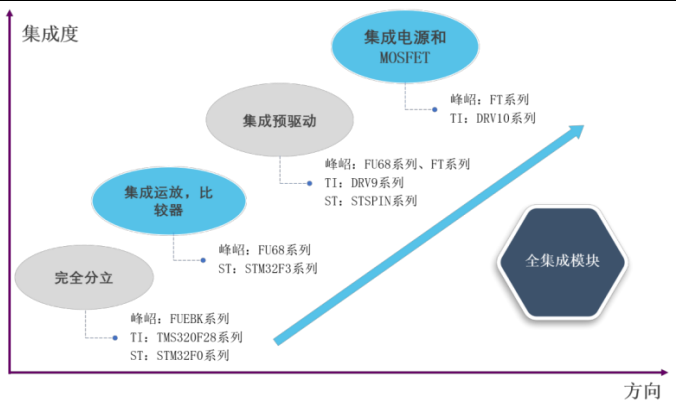 集成度
集成电源和
MOSFET
峰岹：FT系列
TI：DRV10系列
集成预驱动
峰岹：FU68系列、FT系列
TI：DRV9系列
ST：STSPIN系列
集成运放，比
较器
峰岹：FU68系列
ST：STM32F3系列
全集成模块
完全分立
峰岹：FUEBK系列
TI：TMS320F28系列
ST：STM32F0系列
方向